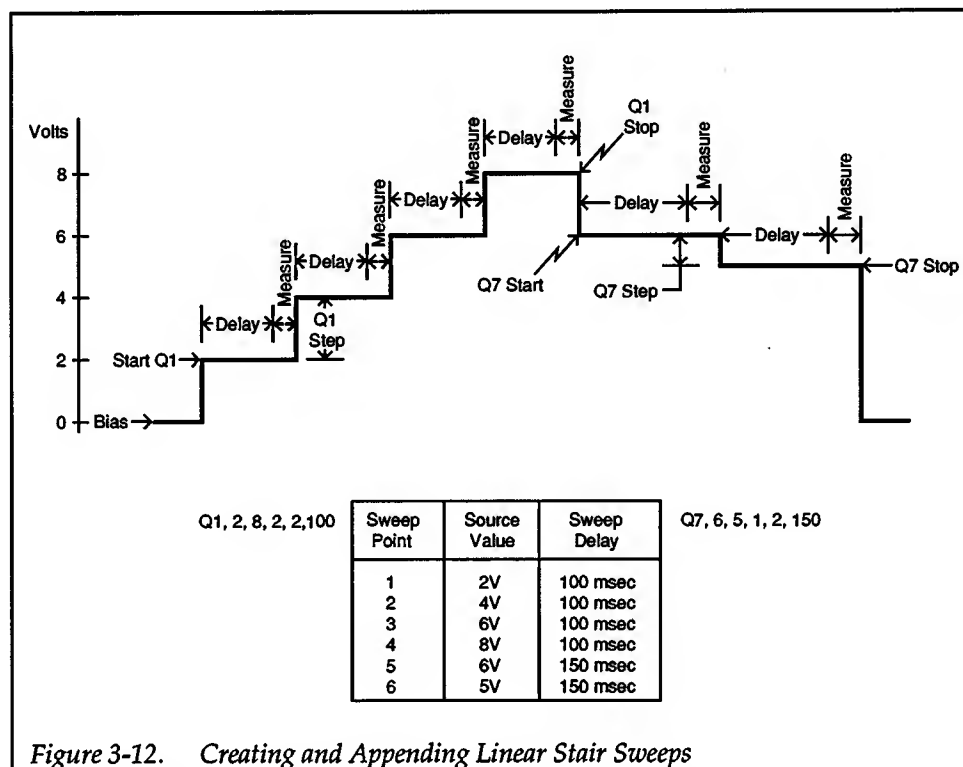 Volts
8
6
4
2
0
Bias
Start Q1
Delay
Measure
Q1
Step
Delay
Measure
Delay
Measure
Delay
Measure
Q1
Stop
Q7 Start
Delay
Measure
Q7 Step
Delay
Measure
Q7 Stop
Q1, 2, 8, 2, 2,100
Q7, 6, 5, 1, 2, 150
Sweep Point Source Value Sweep Delay
1 2V 100 msec
2 4V 100 msec
3 6V 100 msec
4 8V 100 msec
5 6V 150 msec
6 5V 150 msec
Figure 3-12. Creating and Appending Linear Stair Sweeps